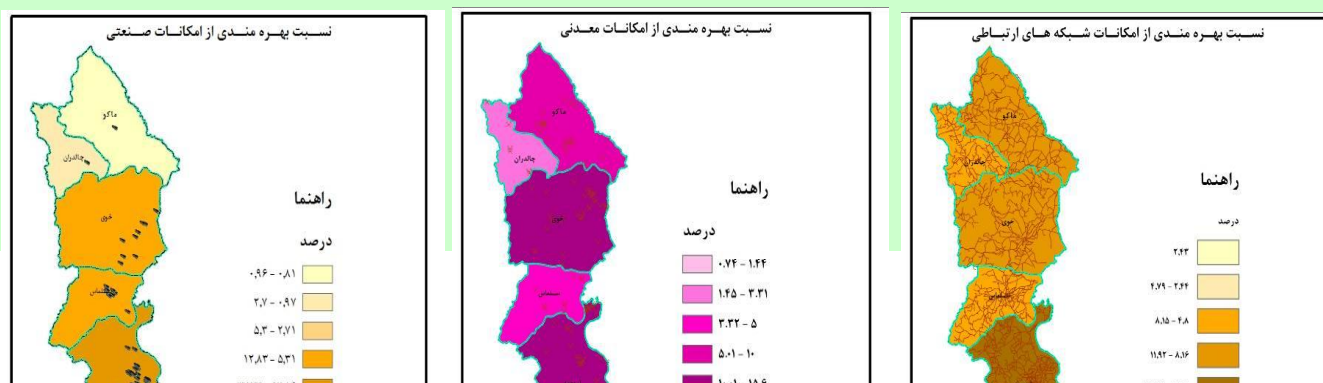 نسبت بهره مندی از امکانات صنعتی
ماکو
چالدران
خوی
سلماس
راهنما
درصد
۰,۹۶ - ۰,۸۱
۲,۷ - ۰,۹۷
۵,۳ - ۲,۷۱
۱۲,۸۳ - ۵,۳۱
نسبت بهره مندی از امکانات معدنی
ماکو
چالدران
خوی
سلماس
راهنما
درصد
۰.۷۴ - ۱.۴۴
۱.۴۵ - ۳.۳۱
۳.۳۲ - ۵
۵.۰۱ - ۱۰
نسبت بهره مندی از امکانات شبکه های ارتباطی
ماکو
چالدران
خوی
سلماس
راهنما
درصد
۲.۴۳
۴.۷۹ - ۲.۴۴
۸.۱۵ - ۴.۸
۱۱.۹۲ - ۸.۱۶